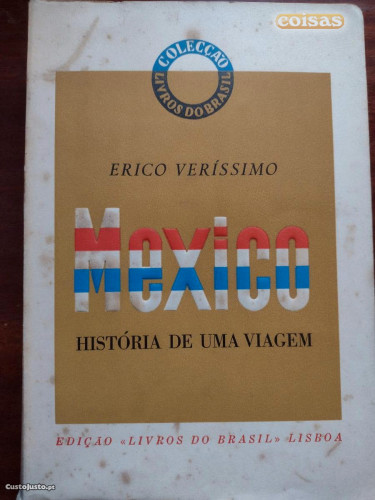 coisas
COLECÇÃO
LIVROS DO BRASIL
ERICO VERÍSSIMO
Mexico
HISTÓRIA DE UMA VIAGEM
EDIÇÃO «LIVROS DO BRASIL» LISBOA
CustoJusto.pt